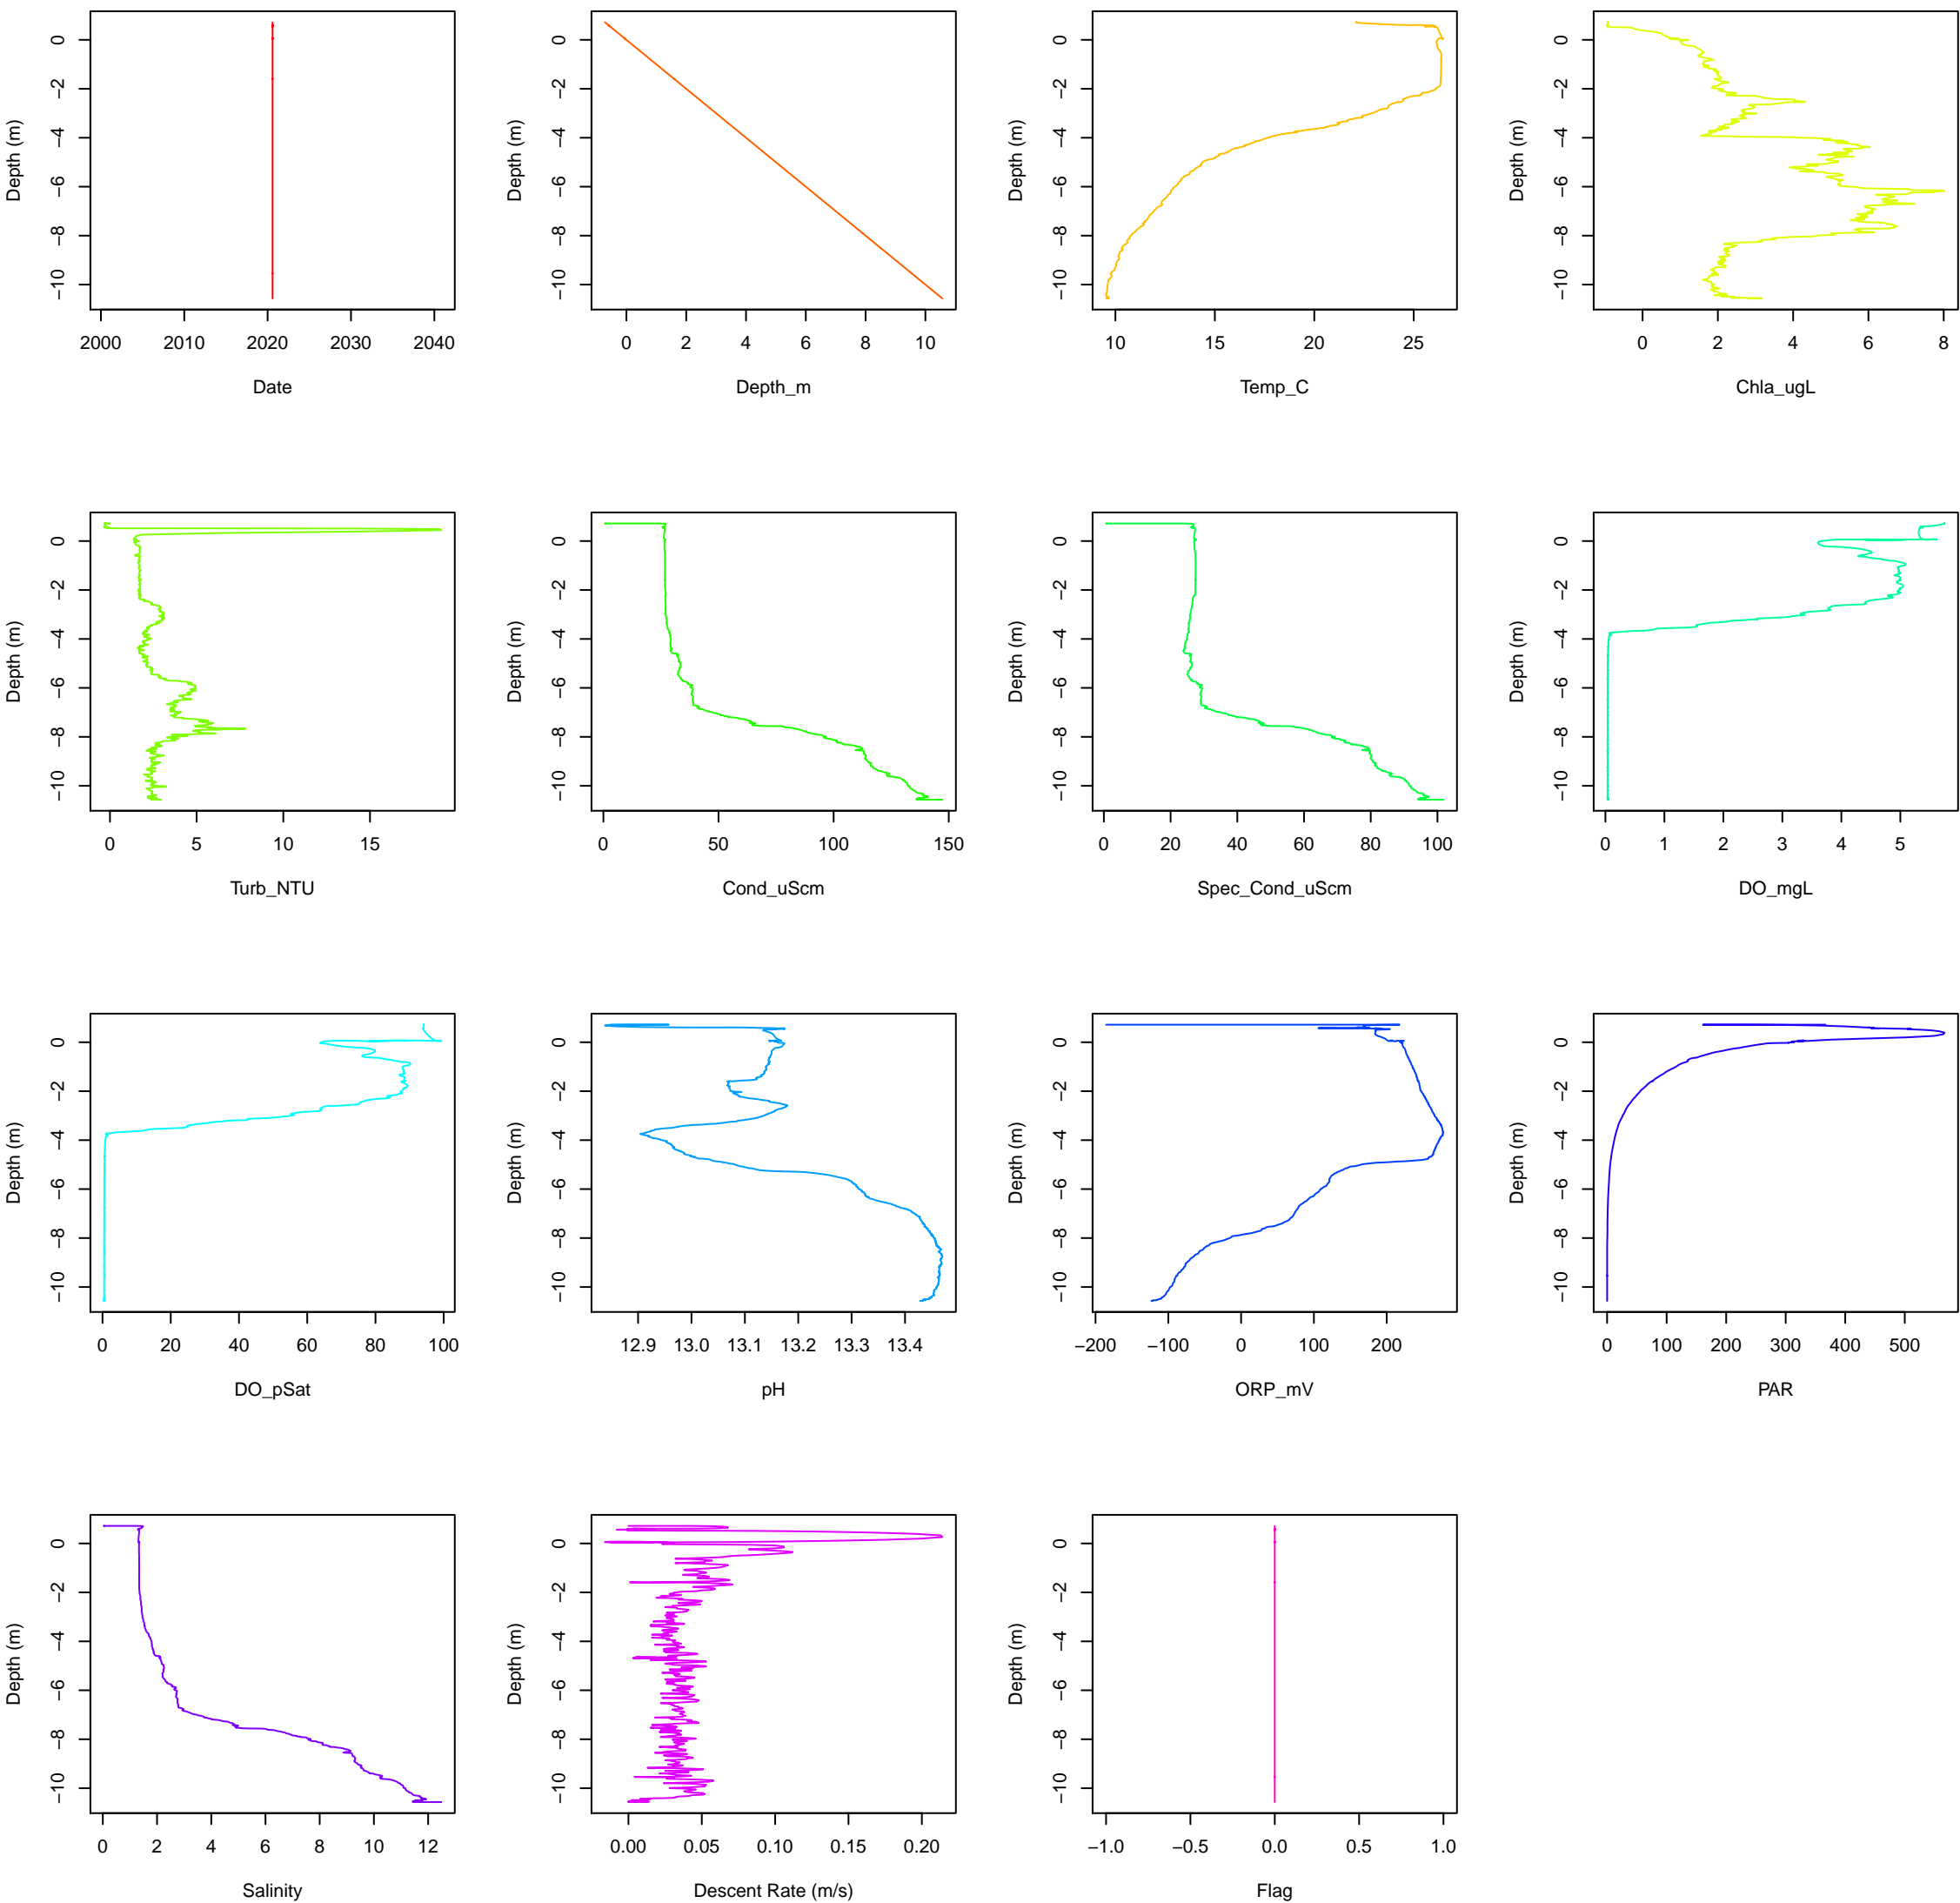 0 −2 −4 −6 −8 −10 Depth (m)
2000 2010 2020 2030 2040
Date
0 −2 −4 −6 −8 −10 Depth (m)
0 2 4 6 8 10
Depth_m
0 −2 −4 −6 −8 −10 Depth (m)
10 15 20 25
Temp_C
0 −2 −4 −6 −8 −10 Depth (m)
0 2 4 6 8
Chla_ugL
0 −2 −4 −6 −8 −10 Depth (m)
0 5 10 15
Turb_NTU
0 −2 −4 −6 −8 −10 Depth (m)
0 50 100 150
Cond_uScm
0 −2 −4 −6 −8 −10 Depth (m)
0 20 40 60 80 100
Spec_Cond_uScm
0 −2 −4 −6 −8 −10 Depth (m)
0 1 2 3 4 5
DO_mgL
0 −2 −4 −6 −8 −10 Depth (m)
0 20 40 60 80 100
DO_pSat
0 −2 −4 −6 −8 −10 Depth (m)
12.9 13.0 13.1 13.2 13.3 13.4
pH
0 −2 −4 −6 −8 −10 Depth (m)
−200 −100 0 100 200
ORP_mV
0 −2 −4 −6 −8 −10 Depth (m)
0 100 200 300 400 500
PAR
0 −2 −4 −6 −8 −10 Depth (m)
0 2 4 6 8 10 12
Salinity
0 −2 −4 −6 −8 −10 Depth (m)
0.00 0.05 0.10 0.15 0.20
Descent Rate (m/s)
0 −2 −4 −6 −8 −10 Depth (m)
−1.0 −0.5 0.0 0.5 1.0
Flag